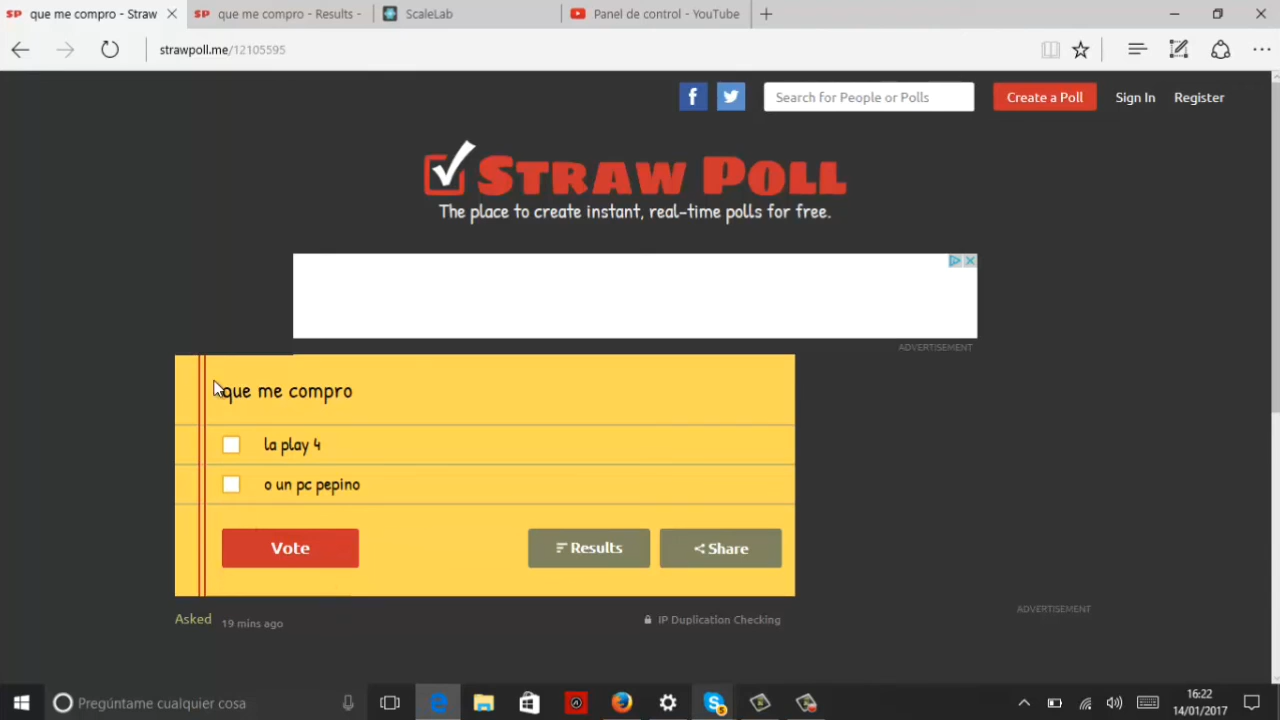 que me compro - Straw
que me compro - Results -
ScaleLab
Panel de control - YouTube
strawpoll.me/12105595
Search for People or Polls
Create a Poll
Sign In
Register
STRAW POLL
The place to create instant, real-time polls for free.
ADVERTISEMENT
que me compro
la play 4
o un pc pepino
Vote
Results
Share
Asked 19 mins ago
IP Duplication Checking
ADVERTISEMENT
Pregúntame cualquier cosa
16:22
14/01/2017